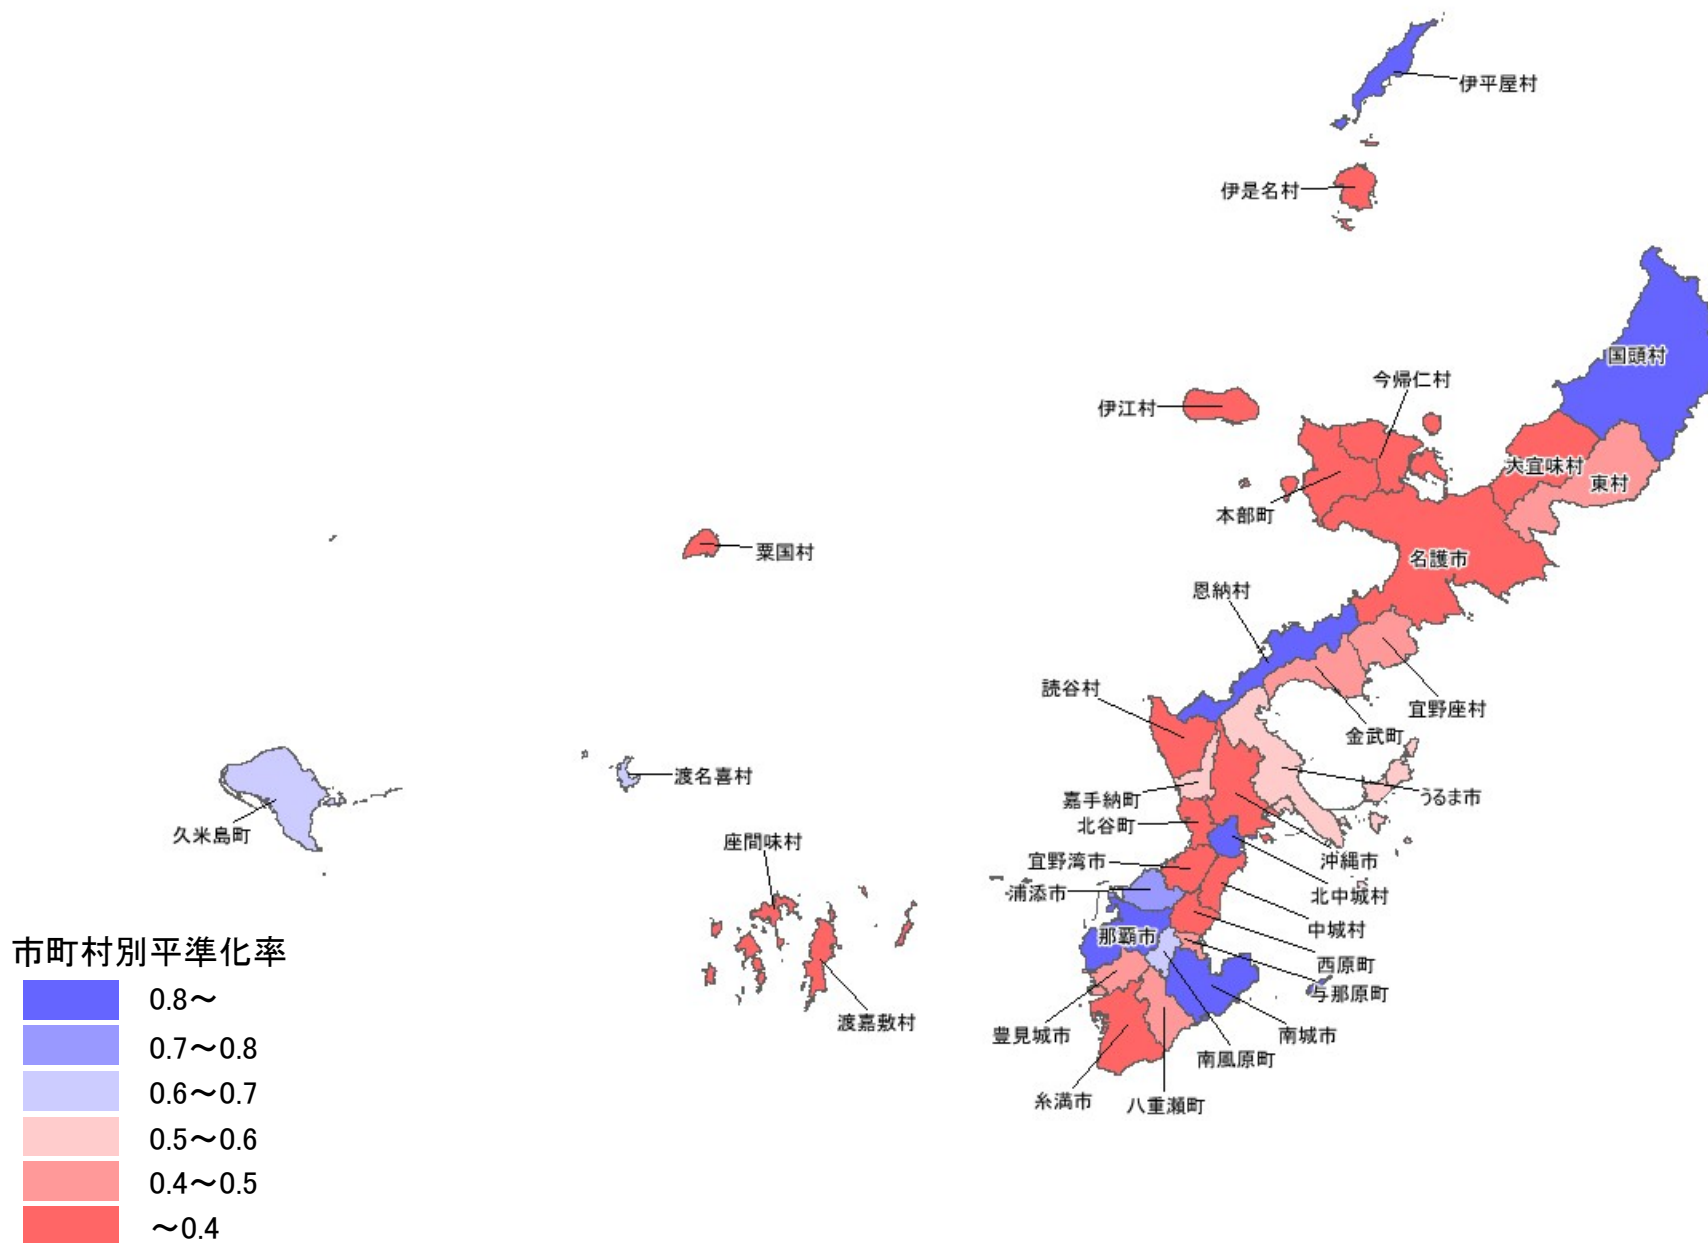 伊平屋村
伊是名村
国頭村
今帰仁村
伊江村
大宜味村
東村
本部町
粟国村
名護市
恩納村
読谷村
宜野座村
金武町
渡名喜村
嘉手納町
うるま市
北谷町
久米島町
座間味村
宜野湾市
沖縄市
浦添市
北中城村
中城村
那覇市
西原町
与那原町
渡嘉敷村
豊見城市
南城市
南風原町
糸満市
八重瀬町
市町村別平準化率
0.8～
0.7～0.8
0.6～0.7
0.5～0.6
0.4～0.5
～0.4